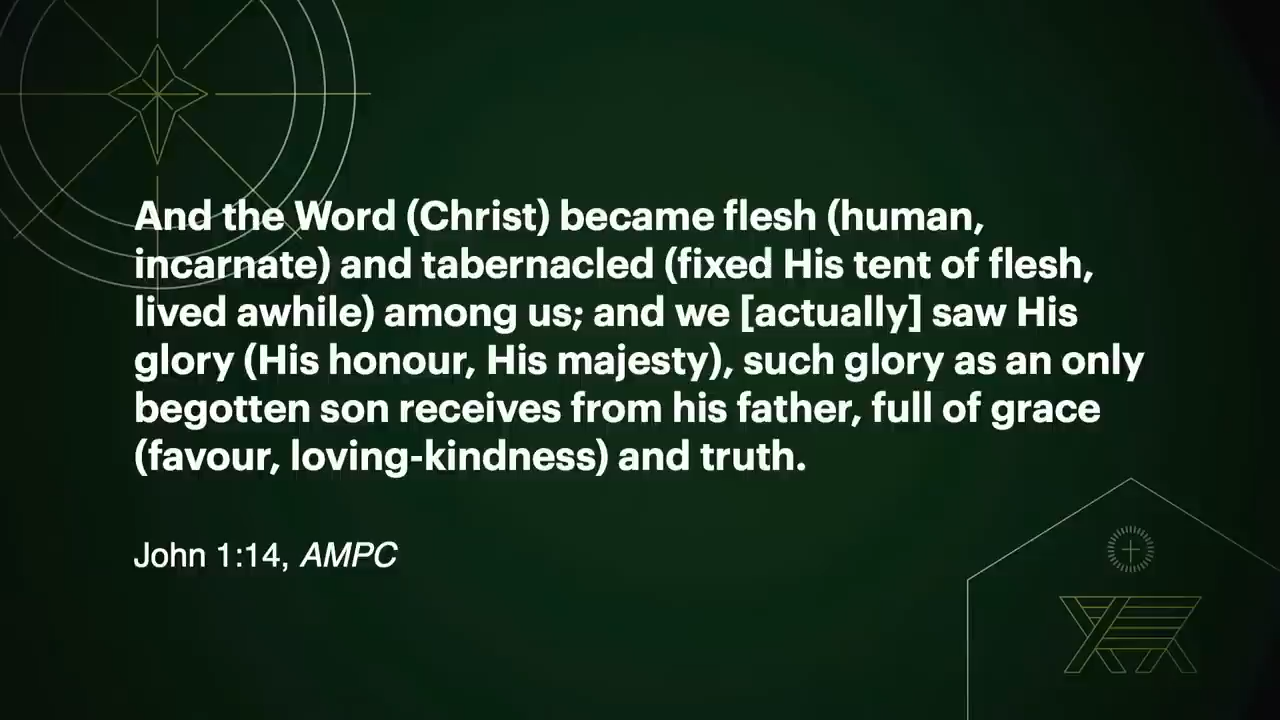 And the Word (Christ) became flesh (human,
incarnate) and tabernacled (fixed His tent of flesh,
lived awhile) among us; and we [actually] saw His
glory (His honour, His majesty), such glory as an only
begotten son receives from his father, full of grace
(favour, loving-kindness) and truth.
John 1:14, AMPC